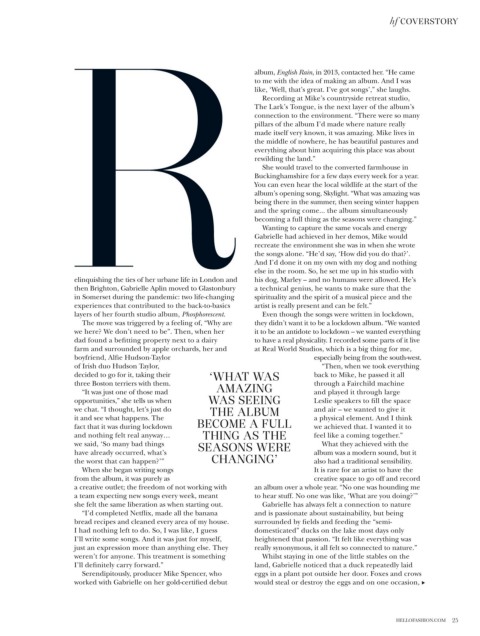 hf COVERSTORY
R
elinquishing the ties of her urbane life in London and
then Brighton, Gabrielle Aplin moved to Glastonbury
in Somerset during the pandemic: two life-changing
experiences that contributed to the back-to-basics
layers of her fourth studio album, Phosphorescent.
The move was triggered by a feeling of, “Why are
we here? We don’t need to be”. Then, when her
dad found a befitting property next to a dairy
farm and surrounded by apple orchards, her and
boyfriend, Alfie Hudson-Taylor
of Irish duo Hudson Taylor,
decided to go for it, taking their
three Boston terriers with them.
“It was just one of those mad
opportunities,” she tells us when
we chat. “I thought, let’s just do
it and see what happens. The
fact that it was during lockdown
and nothing felt real anyway…
we said, ‘So many bad things
have already occurred, what’s
the worst that can happen?’”
When she began writing songs
from the album, it was purely as
a creative outlet; the freedom of not working with
a team expecting new songs every week, meant
she felt the same liberation as when starting out.
“I’d completed Netflix, made all the banana
bread recipes and cleaned every area of my house.
I had nothing left to do. So, I was like, I guess
I’ll write some songs. And it was just for myself,
just an expression more than anything else. They
weren’t for anyone. This treatment is something
I’ll definitely carry forward.”
Serendipitously, producer Mike Spencer, who
worked with Gabrielle on her gold-certified debut
‘WHAT WAS
AMAZING
WAS SEEING
THE ALBUM
BECOME A FULL
THING AS THE
SEASONS WERE
CHANGING’
album, English Rain, in 2013, contacted her. “He came
to me with the idea of making an album. And I was
like, ‘Well, that’s great. I’ve got songs’,” she laughs.
Recording at Mike’s countryside retreat studio,
The Lark’s Tongue, is the next layer of the album’s
connection to the environment. “There were so many
pillars of the album I’d made where nature really
made itself very known, it was amazing. Mike lives in
the middle of nowhere, he has beautiful pastures and
everything about him acquiring this place was about
rewilding the land.”
She would travel to the converted farmhouse in
Buckinghamshire for a few days every week for a year.
You can even hear the local wildlife at the start of the
album’s opening song, Skylight. “What was amazing was
being there in the summer, then seeing winter happen
and the spring come... the album simultaneously
becoming a full thing as the seasons were changing.”
Wanting to capture the same vocals and energy
Gabrielle had achieved in her demos, Mike would
recreate the environment she was in when she wrote
the songs alone. “He’d say, ‘How did you do that?’.
And I’d done it on my own with my dog and nothing
else in the room. So, he set me up in his studio with
his dog, Marley – and no humans were allowed. He’s
a technical genius, he wants to make sure that the
spirituality and the spirit of a musical piece and the
artist is really present and can be felt.”
Even though the songs were written in lockdown,
they didn’t want it to be a lockdown album. “We wanted
it to be an antidote to lockdown – we wanted everything
to have a real physicality. I recorded some parts of it live
at Real World Studios, which is a big thing for me,
especially being from the south-west.
“Then, when we took everything
back to Mike, he passed it all
through a Fairchild machine
and played it through large
Leslie speakers to fill the space
and air – we wanted to give it
a physical element. And I think
we achieved that. I wanted it to
feel like a coming together.”
What they achieved with the
album was a modern sound, but it
also had a traditional sensibility.
It is rare for an artist to have the
creative space to go off and record
an album over a whole year. “No one was hounding me
to hear stuff. No one was like, ‘What are you doing?’”
Gabrielle has always felt a connection to nature
and is passionate about sustainability, but being
surrounded by fields and feeding the “semi-
domesticated” ducks on the lake most days only
heightened that passion. “It felt like everything was
really synonymous, it all felt so connected to nature.”
Whilst staying in one of the little stables on the
land, Gabrielle noticed that a duck repeatedly laid
eggs in a plant pot outside her door. Foxes and crows
would steal or destroy the eggs and on one occasion, ▶
HELLOFASHION.COM 25